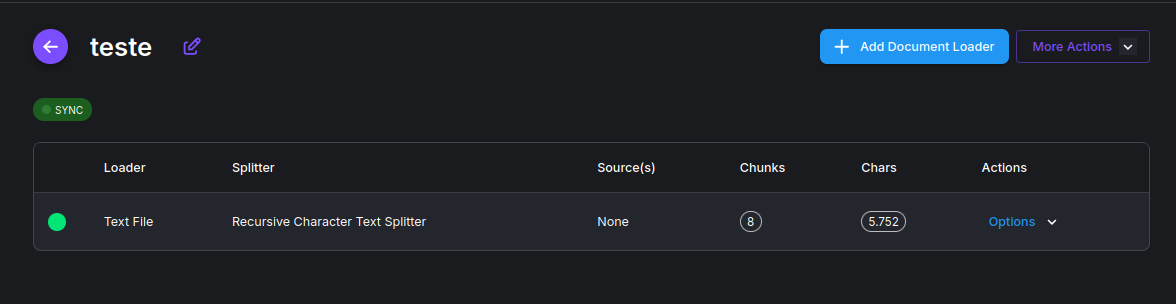 teste
Add Document Loader
More Actions
SYNC
Loader Splitter Source(s) Chunks Chars Actions
Text File Recursive Character Text Splitter None 8 5.752 Options